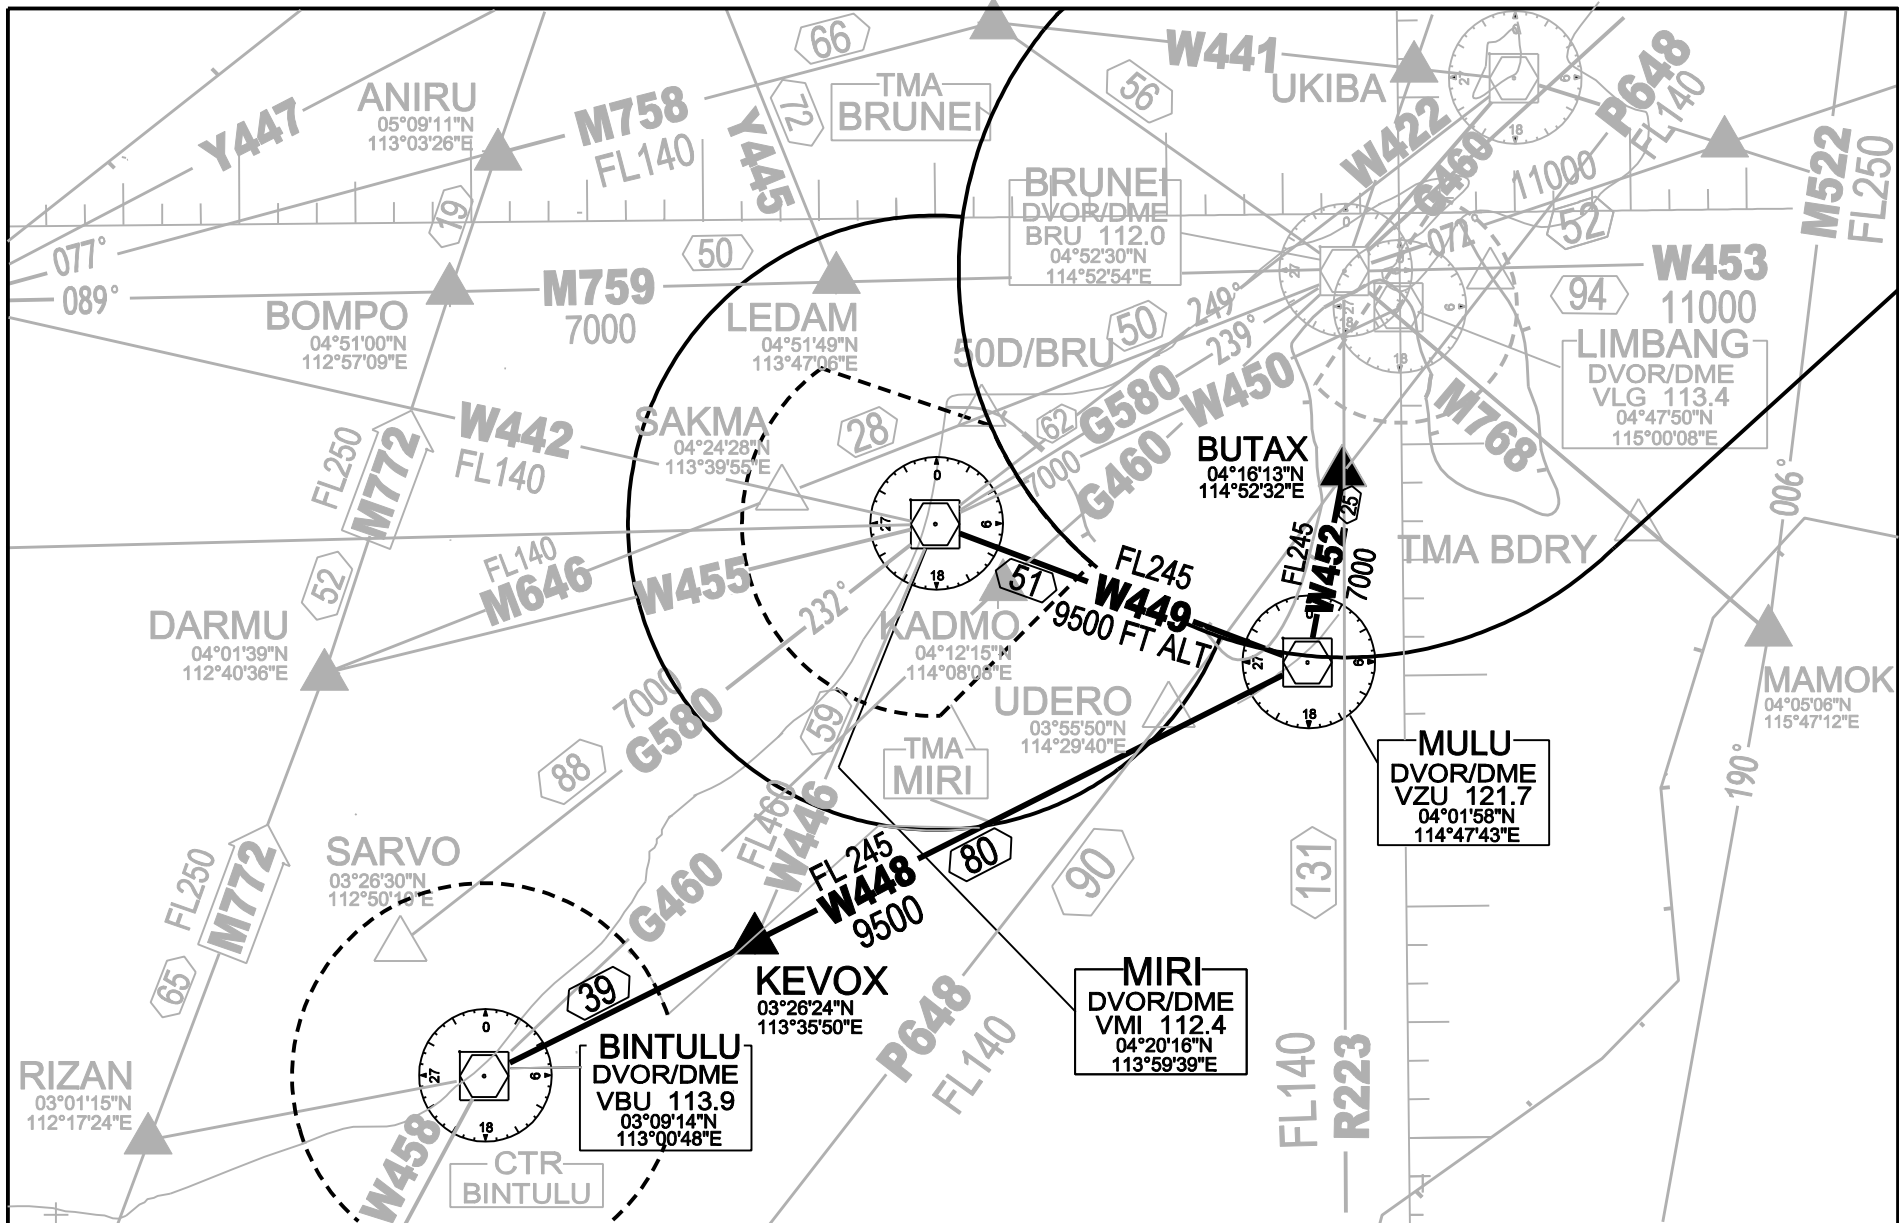 66
W441
UKIBA
P648
FL140
ANIRU
05°09'11"N
113°03'26"E
Y447
M758
FL140
72
Y445
TMA
BRUNEI
56
W422
G460
11000
52
M522
FL250
19
077°
089°
50
M759
7000
BOMPO
04°51'00"N
112°57'09"E
LEDAM
04°51'49"N
113°47'06"E
BRUNEI
DVOR/DME
BRU 112.0
04°52'30"N
114°52'54"E
072°
W453
11000
94
50D/BRU
50
249°
239°
LIMBANG
DVOR/DME
VLG 113.4
04°47'50"N
115°00'08"E
W442
FL140
SAKMA
04°24'28"N
113°39'55"E
28
62
G580
W450
7000
G460
M768
FL250
M772
BUTAX
04°16'13"N
114°52'32"E
25
FL245
W452
7000
TMA BDRY
006°
52
FL140
M646
W455
232°
0
6
18
27
51
FL245
W449
9500 FT ALT
DARMU
04°01'39"N
112°40'36"E
KADMO
04°12'15"N
114°08'08"E
MAMOK
04°05'06"N
115°47'12"E
7000
G580
59
UDERO
03°55'50"N
114°29'40"E
27
6
18
MULU
DVOR/DME
VZU 121.7
04°01'58"N
114°47'43"E
190°
88
TMA
MIRI
SARVO
03°26'30"N
112°50'19"E
FL250
M772
FL460
W446
G460
FL 245
W448
9500
80
90
131
65
39
KEVOX
03°26'24"N
113°35'50"E
P648
FL140
MIRI
DVOR/DME
VMI 112.4
04°20'16"N
113°59'39"E
FL140
R223
RIZAN
03°01'15"N
112°17'24"E
0
6
18
27
BINTULU
DVOR/DME
VBU 113.9
03°09'14"N
113°00'48"E
W458
CTR
BINTULU